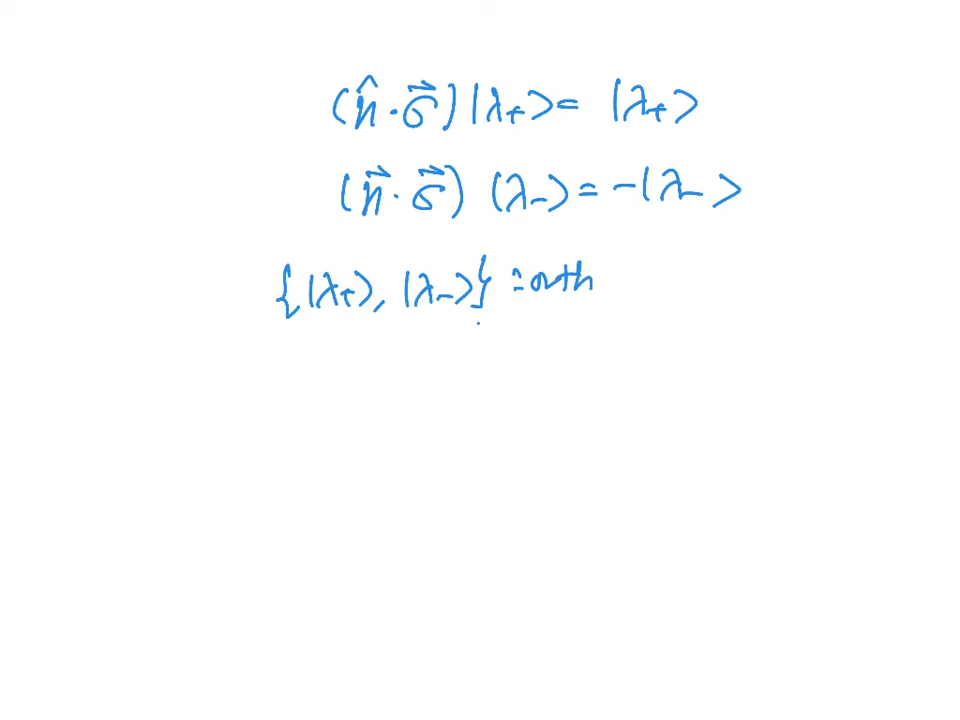 (n̂·σ⃗)|λ₊> = |λ₊>
(n⃗·σ⃗) (λ₋> = -|λ₋>
{|λ₊>, |λ₋>} = orth